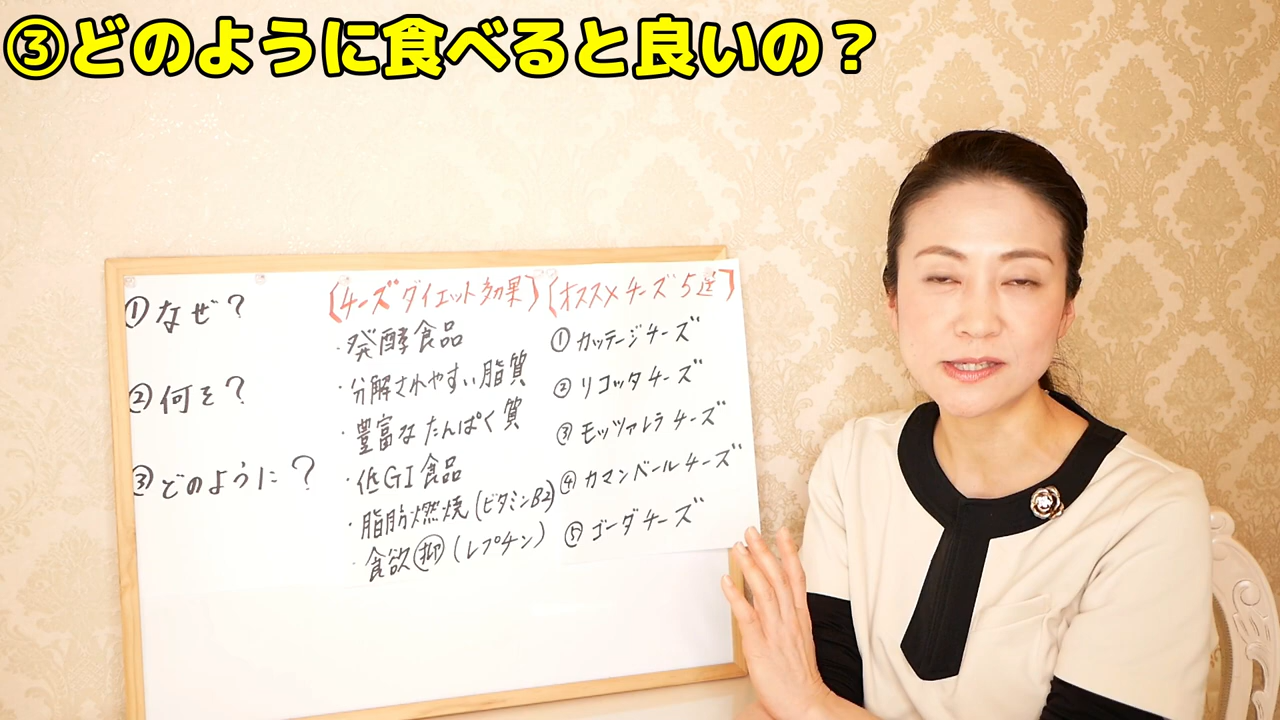 ③どのように食べると良いの？
①なぜ？
②何を？
③どのように？
【チーズダイエット効果】
・発酵食品
・分解されやすい脂質
・豊富なたんぱく質
・低GI食品
・脂肪燃焼(ビタミンB2)
・食欲㊥(レプチン)
【オススメチーズ5選】
①カッテージチーズ
②リコッタチーズ
③モッツァレラチーズ
④カマンベールチーズ
⑤ゴーダチーズ